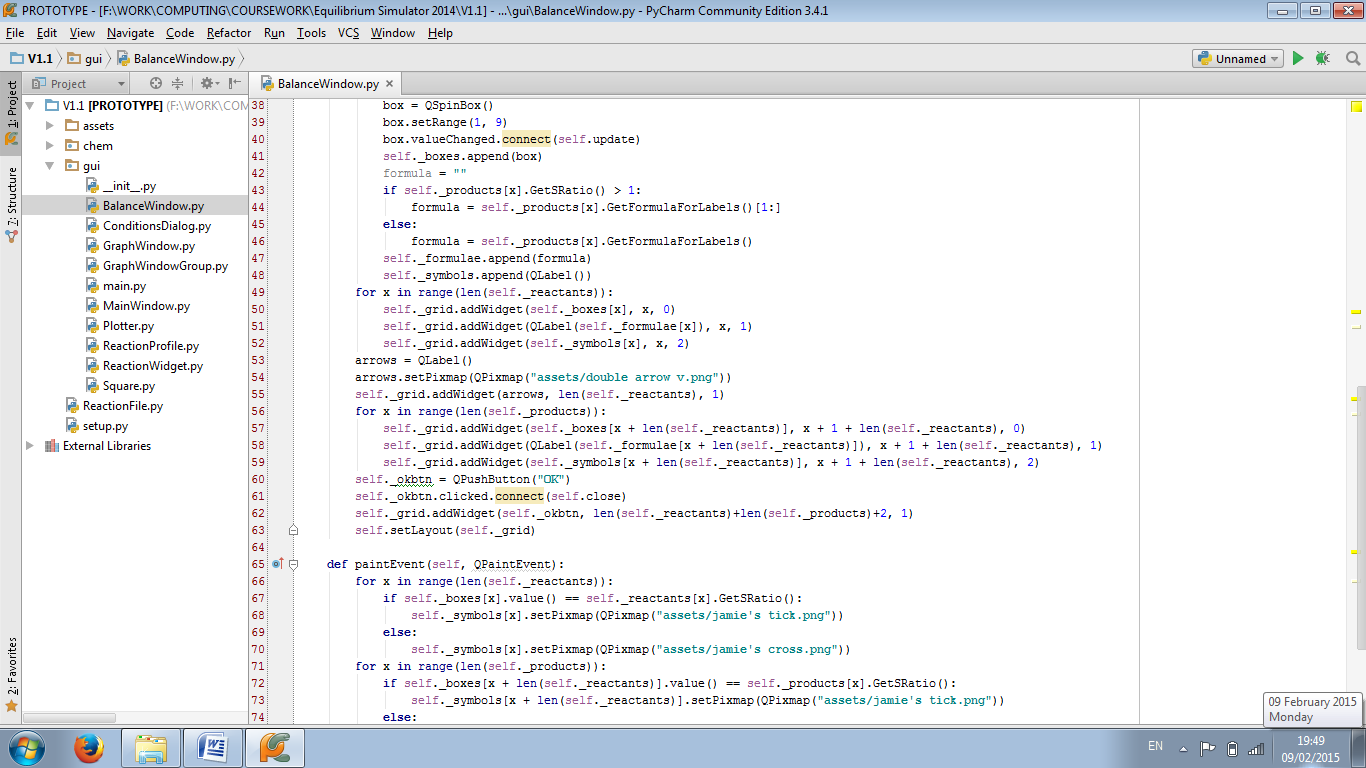 PROTOTYPE - [F:\WORK\COMPUTING\COURSEWORK\Equilibrium Simulator 2014\V1.1] - ...\gui\BalanceWindow.py - PyCharm Community Edition 3.4.1
File Edit View Navigate Code Refactor Run Tools VCS Window Help
V1.1 gui BalanceWindow.py Unnamed
1: Project
7: Structure
2: Favorites
Project
V1.1 [PROTOTYPE] (F:\WORK\COM
assets
chem
gui
__init__.py
BalanceWindow.py
ConditionsDialog.py
GraphWindow.py
GraphWindowGroup.py
main.py
MainWindow.py
Plotter.py
ReactionProfile.py
ReactionWidget.py
Square.py
ReactionFile.py
setup.py
External Libraries
BalanceWindow.py
38 box = QSpinBox()
39 box.setRange(1, 9)
40 box.valueChanged.connect(self.update)
41 self._boxes.append(box)
42 formula = ""
43 if self._products[x].GetSRatio() > 1:
44 formula = self._products[x].GetFormulaForLabels()[1:]
45 else:
46 formula = self._products[x].GetFormulaForLabels()
47 self._formulae.append(formula)
48 self._symbols.append(QLabel())
49 for x in range(len(self._reactants)):
50 self._grid.addWidget(self._boxes[x], x, 0)
51 self._grid.addWidget(QLabel(self._formulae[x]), x, 1)
52 self._grid.addWidget(self._symbols[x], x, 2)
53 arrows = QLabel()
54 arrows.setPixmap(QPixmap("assets/double arrow v.png"))
55 self._grid.addWidget(arrows, len(self._reactants), 1)
56 for x in range(len(self._products)):
57 self._grid.addWidget(self._boxes[x + len(self._reactants)], x + 1 + len(self._reactants), 0)
58 self._grid.addWidget(QLabel(self._formulae[x + len(self._reactants)]), x + 1 + len(self._reactants), 1)
59 self._grid.addWidget(self._symbols[x + len(self._reactants)], x + 1 + len(self._reactants), 2)
60 self._okbtn = QPushButton("OK")
61 self._okbtn.clicked.connect(self.close)
62 self._grid.addWidget(self._okbtn, len(self._reactants)+len(self._products)+2, 1)
63 self.setLayout(self._grid)
64
65 def paintEvent(self, QPaintEvent):
66 for x in range(len(self._reactants)):
67 if self._boxes[x].value() == self._reactants[x].GetSRatio():
68 self._symbols[x].setPixmap(QPixmap("assets/jamie's tick.png"))
69 else:
70 self._symbols[x].setPixmap(QPixmap("assets/jamie's cross.png"))
71 for x in range(len(self._products)):
72 if self._boxes[x + len(self._reactants)].value() == self._products[x].GetSRatio():
73 self._symbols[x + len(self._reactants)].setPixmap(QPixmap("assets/jamie's tick.png"))
74 else:
09 February 2015
Monday
EN
19:49
09/02/2015